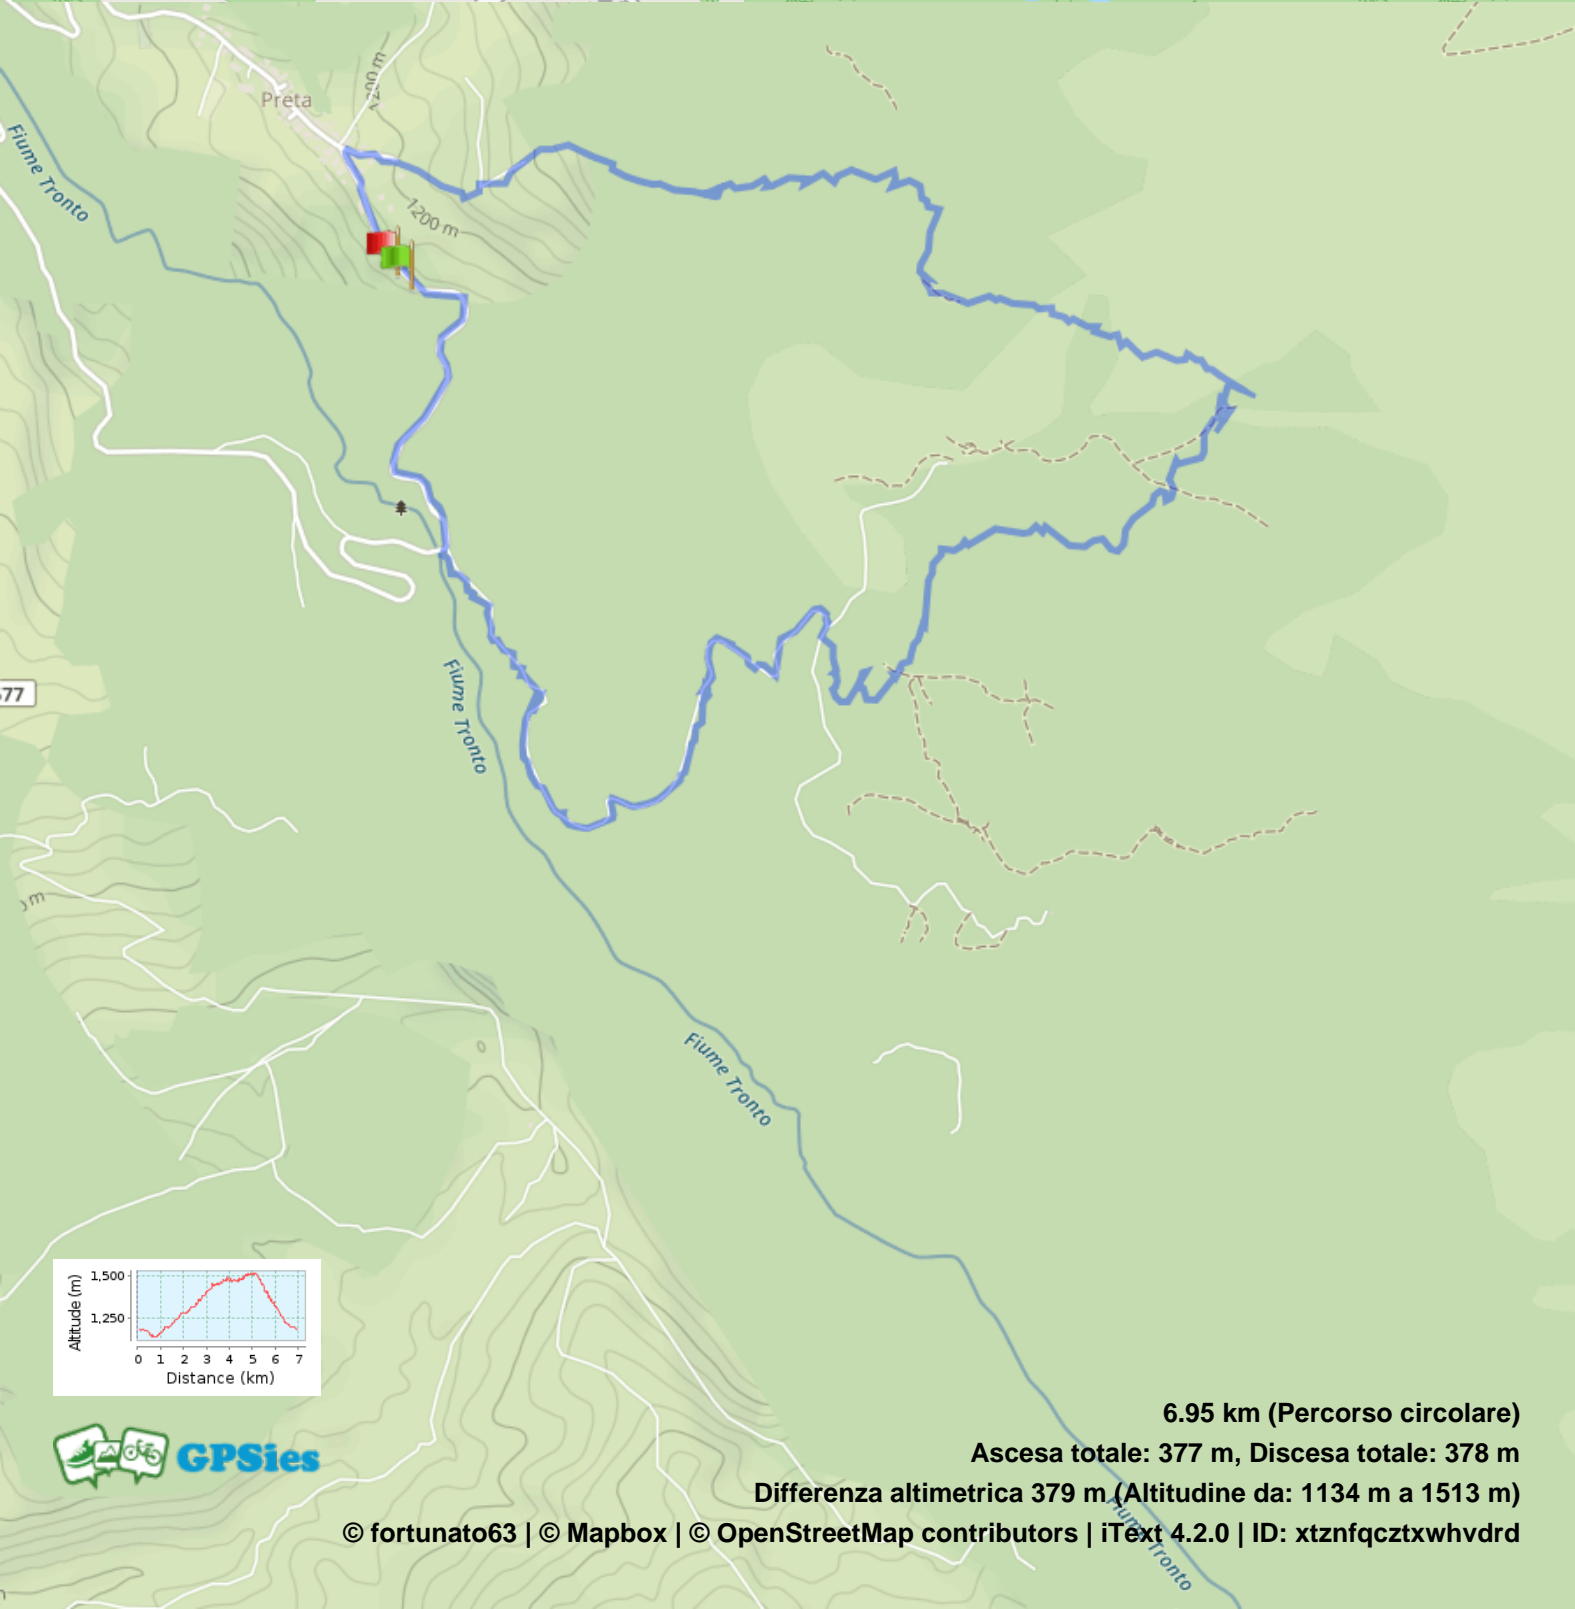 Preta
1200 m
Fiume Tronto
1200 m
577
Fiume Tronto
m
Fiume Tronto
Altitude (m)
1,500
1,250
0 1 2 3 4 5 6 7
Distance (km)
GPSies
6.95 km (Percorso circolare)
Ascesa totale: 377 m, Discesa totale: 378 m
Differenza altimetrica 379 m (Altitudine da: 1134 m a 1513 m)
© fortunato63 | © Mapbox | © OpenStreetMap contributors | iText 4.2.0 | ID: xtznfqcztxwhvdrd
Fiume Tronto